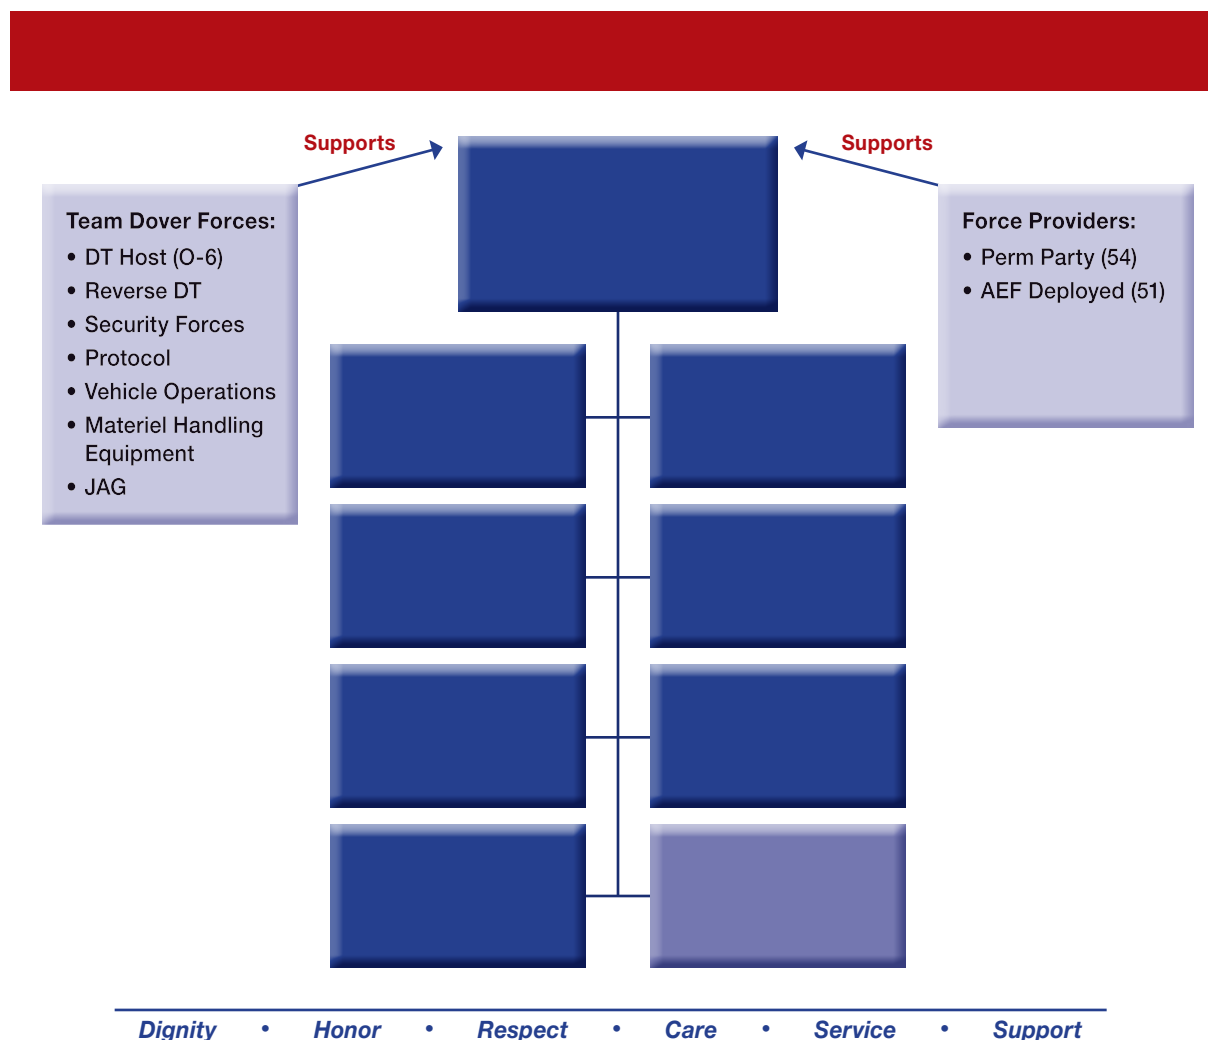 Supports
Supports
Team Dover Forces:
• DT Host (O-6)
• Reverse DT
• Security Forces
• Protocol
• Vehicle Operations
• Materiel Handling
Equipment
• JAG
Force Providers:
• Perm Party (54)
• AEF Deployed (51)
Dignity • Honor • Respect • Care • Service • Support